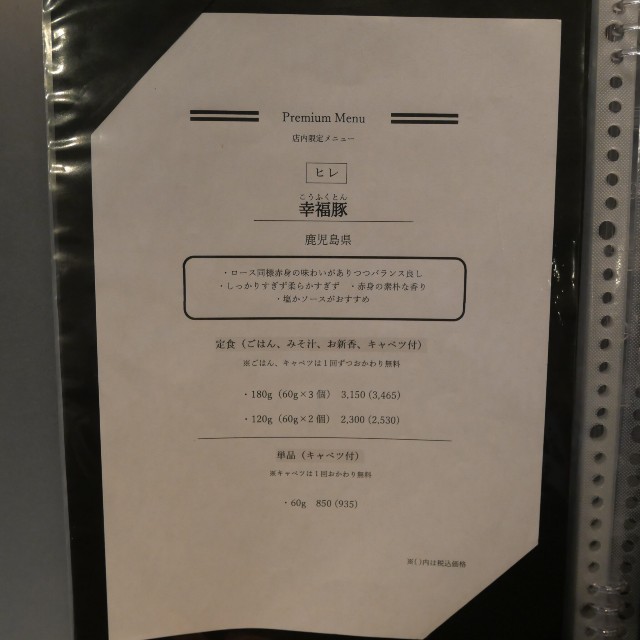 Premium Menu
店内限定メニュー
ヒレ
こうふくとん
幸福豚
鹿児島県
・ロース同様赤身の味わいがありつつバランス良し
・しっかりすぎず柔らかすぎず ・赤身の素朴な香り
・塩かソースがおすすめ
定食（ごはん、みそ汁、お新香、キャベツ付）
※ごはん、キャベツは１回ずつおかわり無料
・180g（60g×3 個） 3,150 (3,465)
・120g（60g×2 個） 2,300 (2,530)
単品（キャベツ付）
※キャベツは１回おかわり無料
・60g 850 (935)
※( )内は税込価格